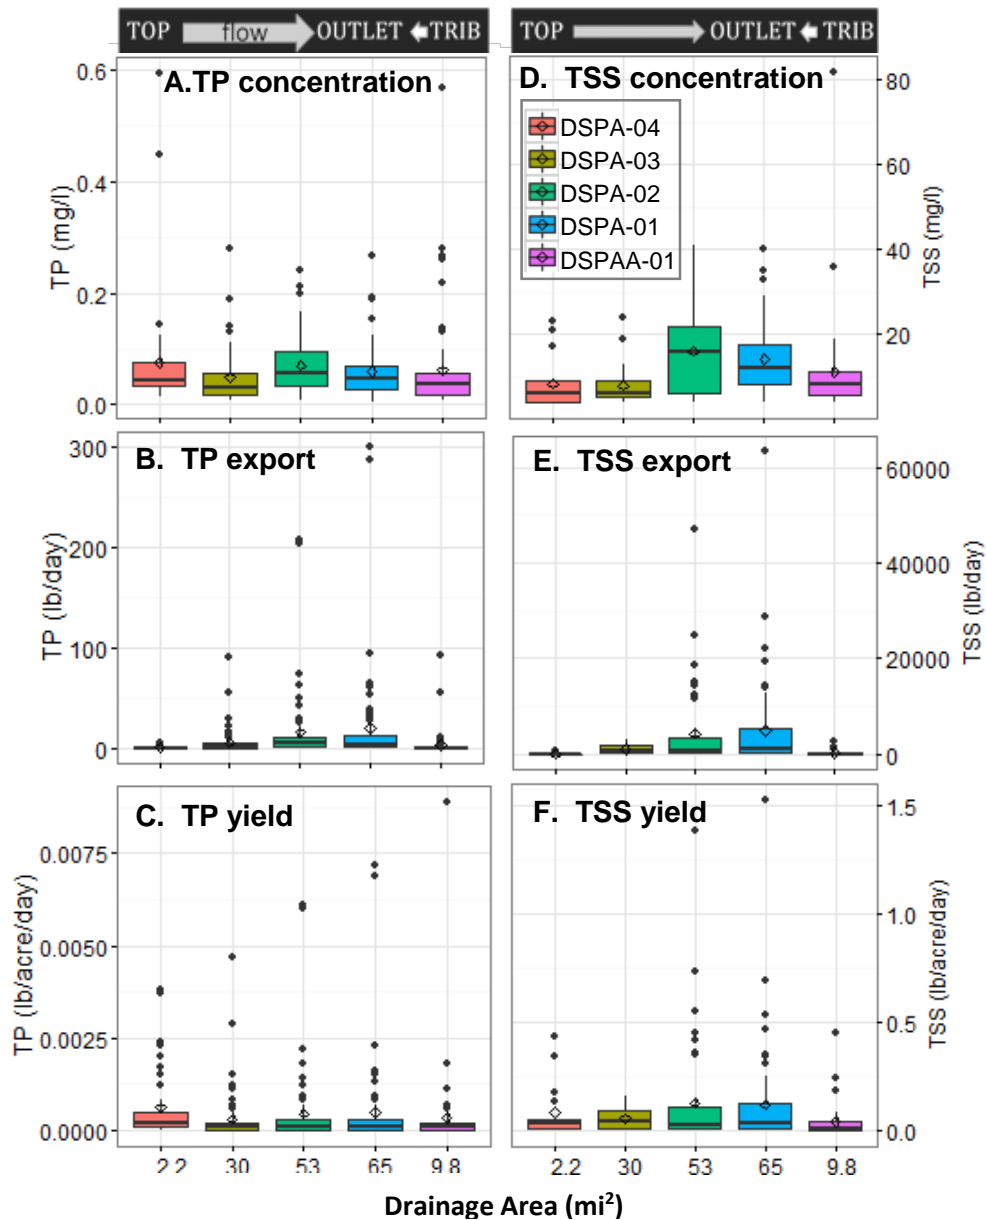 TOP flow OUTLET TRIB
TOP OUTLET TRIB
A.TP concentration
0.6
0.4
0.2
0.0
TP (mg/l)
D. TSS concentration
DSPA-04
DSPA-03
DSPA-02
DSPA-01
DSPAA-01
80
60
40
20
TSS (mg/l)
B. TP export
300
200
100
0
TP (lb/day)
E. TSS export
60000
40000
20000
0
TSS (lb/day)
C. TP yield
0.0075
0.0050
0.0025
0.0000
TP (lb/acre/day)
F. TSS yield
1.5
1.0
0.5
0.0
TSS (lb/acre/day)
2.2 30 53 65 9.8
2.2 30 53 65 9.8
Drainage Area (mi²)